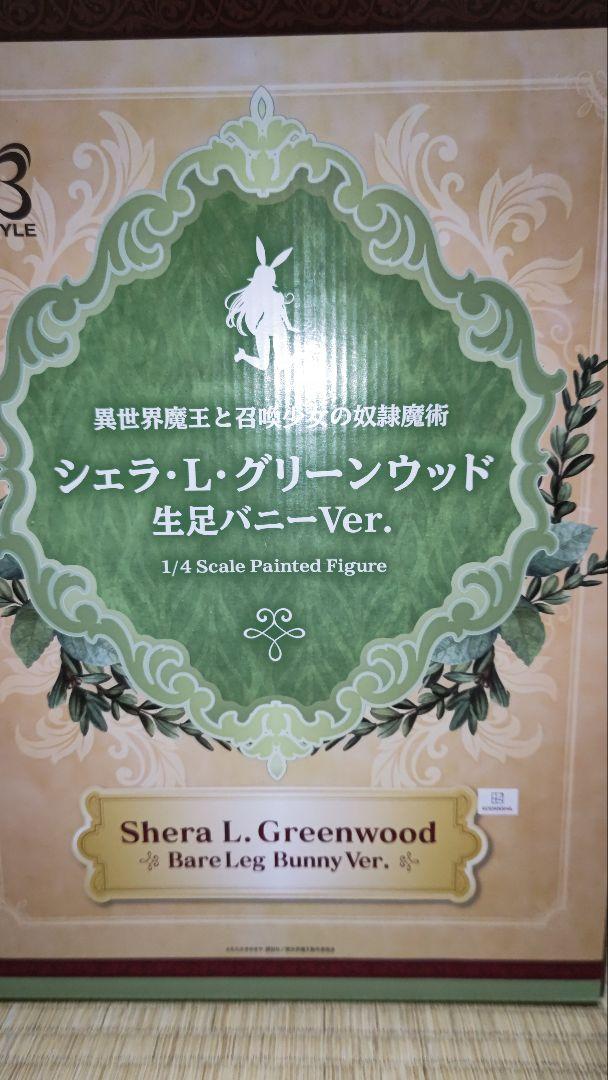 TYLE
異世界魔王と召喚少女の奴隷魔術
シェラ・L・グリーンウッド
生足バニーVer.
1/4 Scale Painted Figure
Shera L. Greenwood
Bare Leg Bunny Ver.